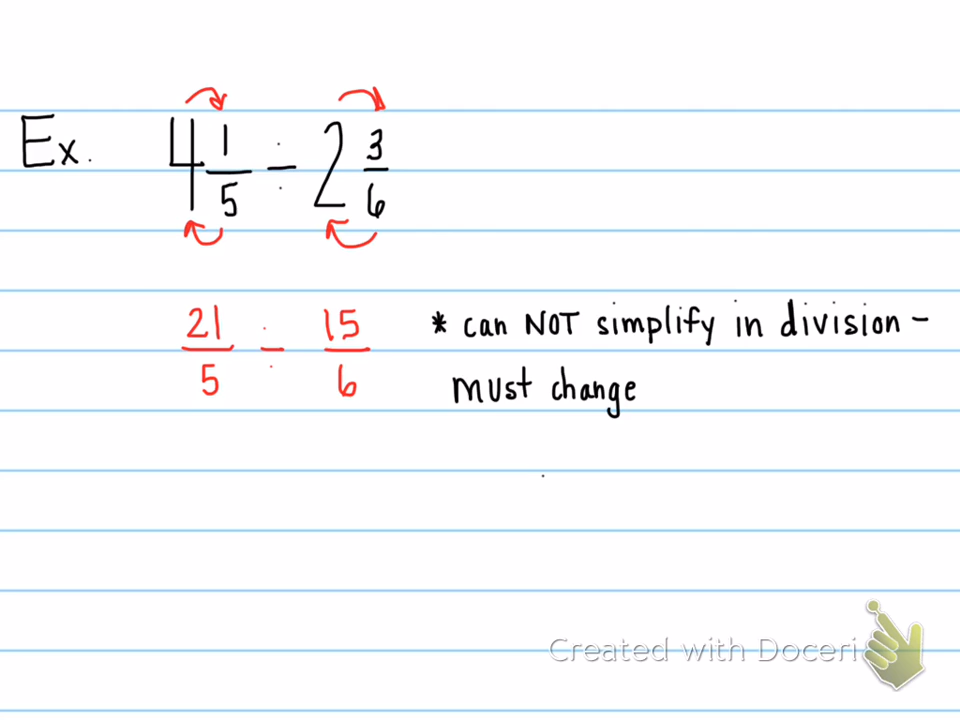 Ex. 4 1/5 ÷ 2 3/6
21/5 ÷ 15/6 * can NOT simplify in division -
must change
Created with Doceri